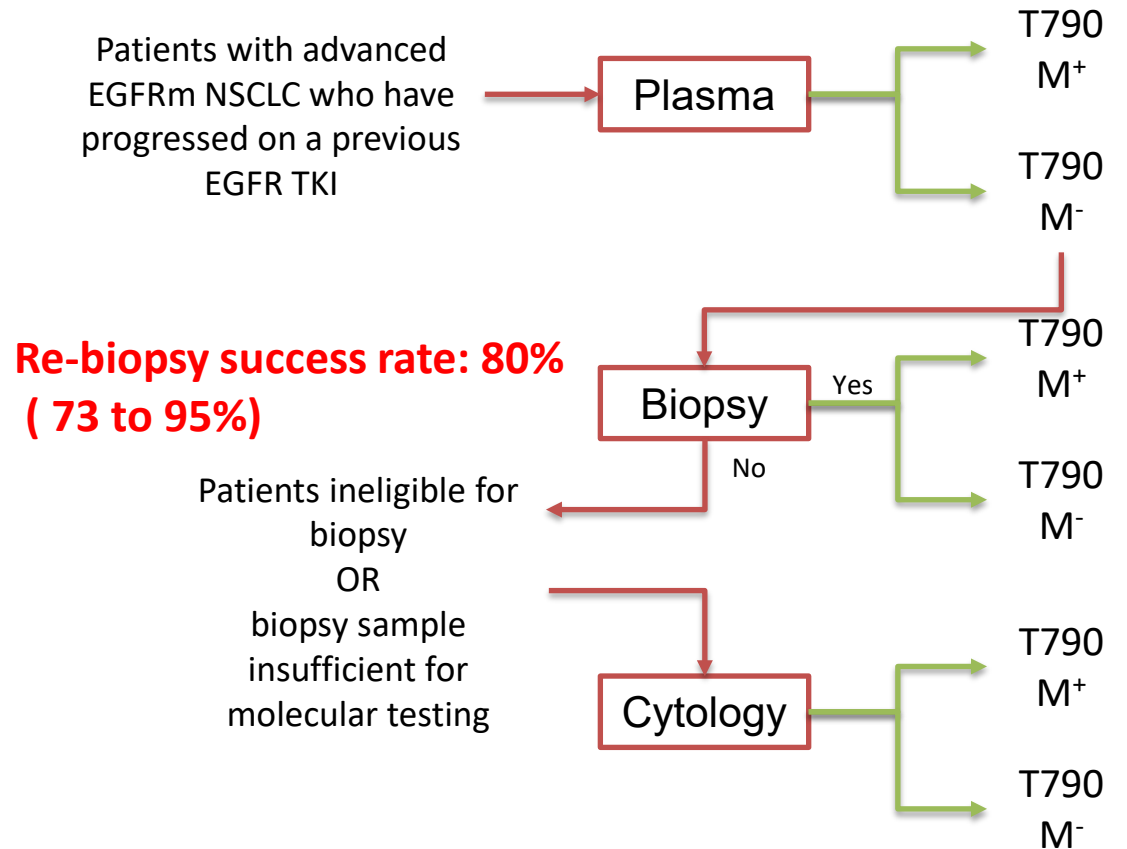 Patients with advanced
EGFRm NSCLC who have
progressed on a previous
EGFR TKI
Plasma
T790
M⁺
T790
M⁻
Re-biopsy success rate: 80%
( 73 to 95%)
Biopsy
Yes
No
T790
M⁺
T790
M⁻
Patients ineligible for
biopsy
OR
biopsy sample
insufficient for
molecular testing
Cytology
T790
M⁺
T790
M⁻